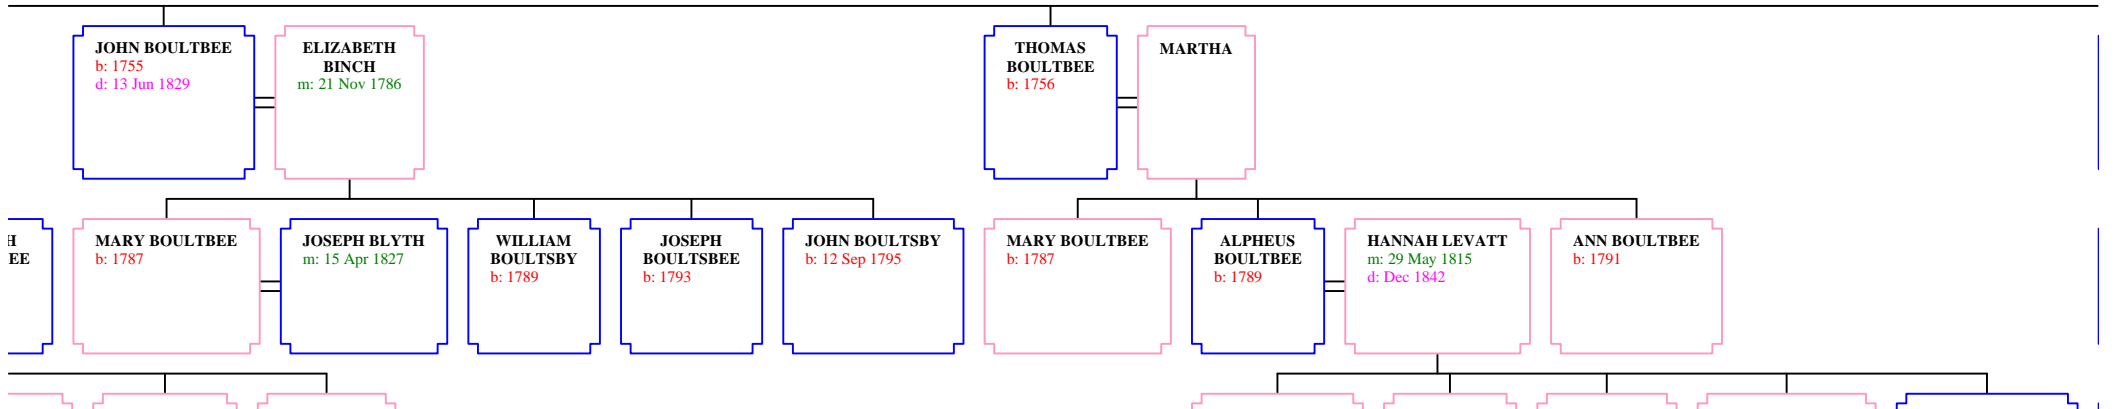 JOHN BOULTBEE
b: 1755
d: 13 Jun 1829
ELIZABETH
BINCH
m: 21 Nov 1786
THOMAS
BOULTBEE
b: 1756
MARTHA
H
EE
MARY BOULTBEE
b: 1787
JOSEPH BLYTH
m: 15 Apr 1827
WILLIAM
BOULTSBY
b: 1789
JOSEPH
BOULTSBEE
b: 1793
JOHN BOULTSBY
b: 12 Sep 1795
MARY BOULTBEE
b: 1787
ALPHEUS
BOULTBEE
b: 1789
HANNAH LEVATT
m: 29 May 1815
d: Dec 1842
ANN BOULTBEE
b: 1791